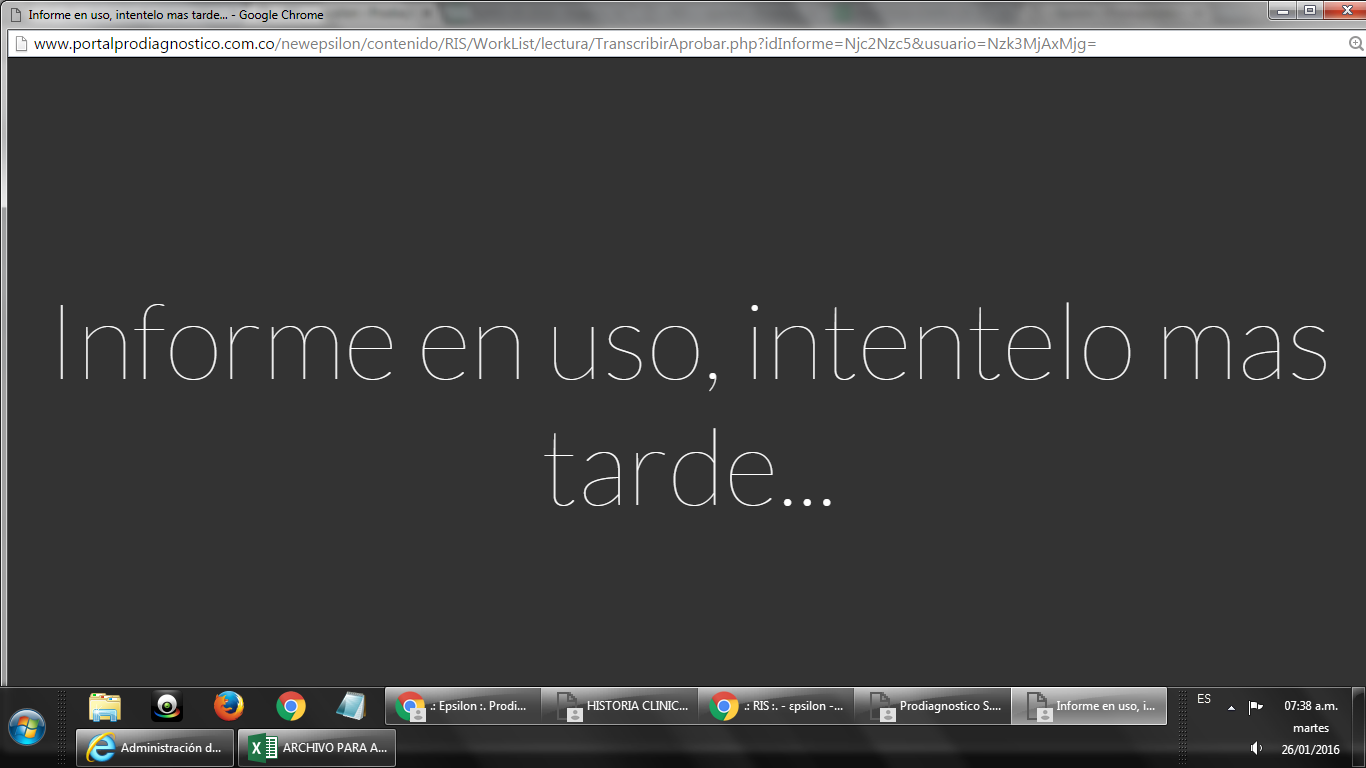 Informe en uso, intentelo mas tarde... - Google Chrome
www.portalprodiagnostico.com.co/newepsilon/contenido/RIS/WorkList/lectura/TranscribirAprobar.php?idInforme=Njc2Nzc5&usuario=Nzk3MjAxMjg=
Informe en uso, intentelo mas
tarde...
.: Epsilon :. Prodi...
HISTORIA CLINIC...
.: RIS :. - εpsilon -...
Prodiagnostico S....
Informe en uso, i...
ES
07:38 a.m.
martes
26/01/2016
Administración d...
ARCHIVO PARA A...